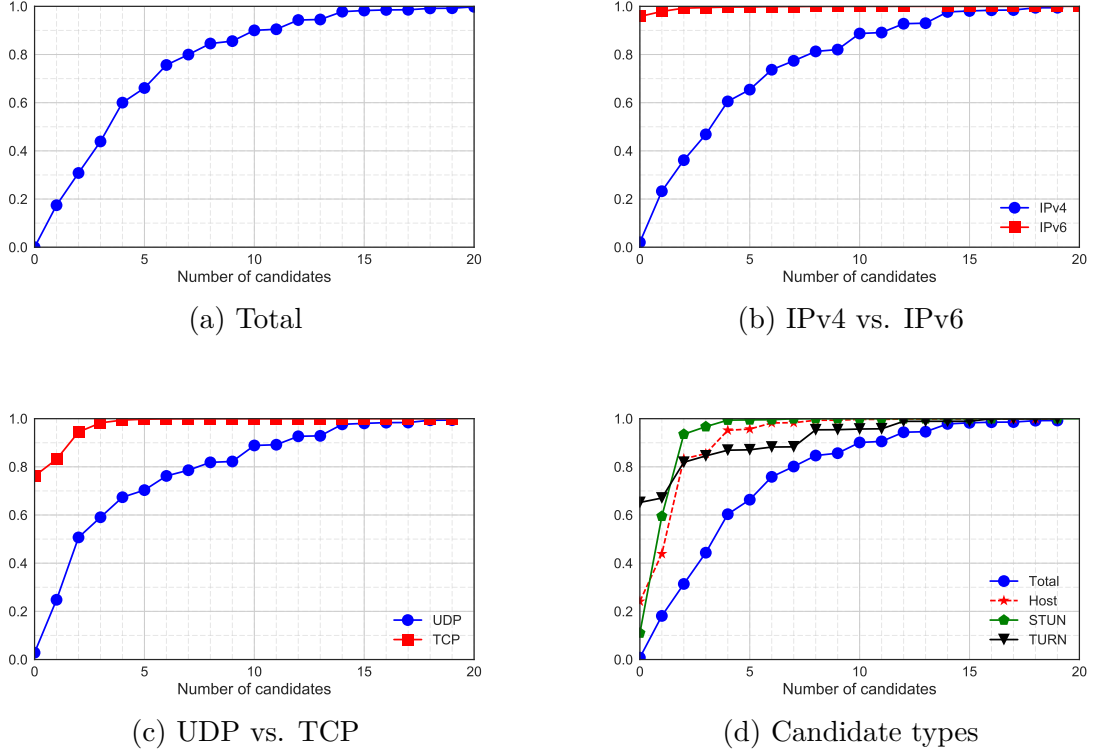 1.0
0.8
0.6
0.4
0.2
0.0
0 5 10 15 20
Number of candidates
(a) Total
1.0
0.8
0.6
0.4
0.2
0.0
IPv4
IPv6
0 5 10 15 20
Number of candidates
(b) IPv4 vs. IPv6
1.0
0.8
0.6
0.4
0.2
0.0
UDP
TCP
0 5 10 15 20
Number of candidates
(c) UDP vs. TCP
1.0
0.8
0.6
0.4
0.2
0.0
Total
Host
STUN
TURN
0 5 10 15 20
Number of candidates
(d) Candidate types